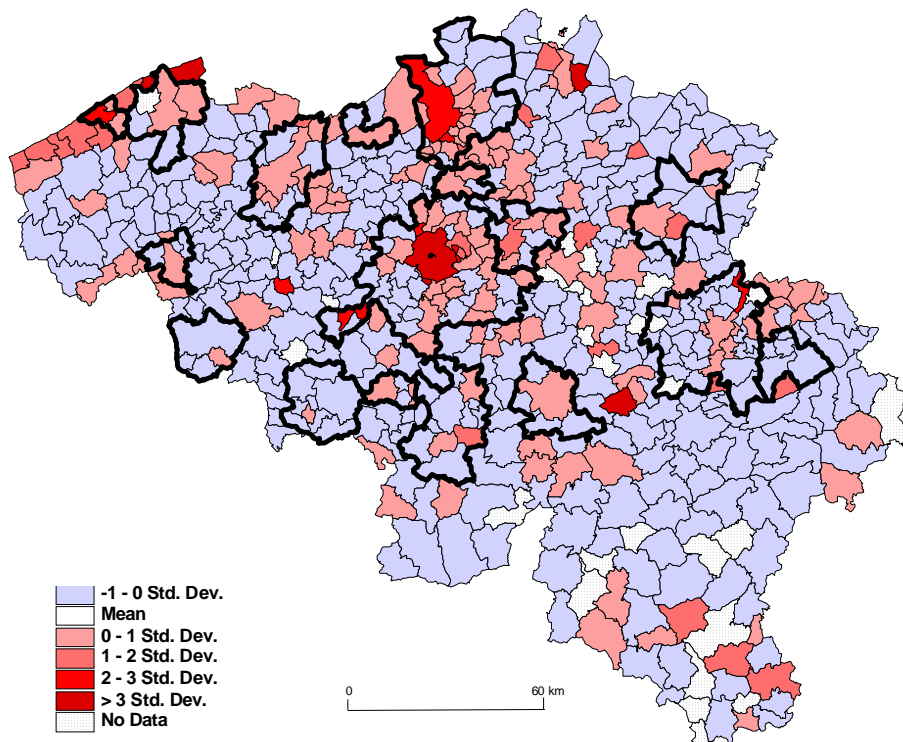 -1 - 0 Std. Dev.
Mean
0 - 1 Std. Dev.
1 - 2 Std. Dev.
2 - 3 Std. Dev.
> 3 Std. Dev.
No Data
0 60 km